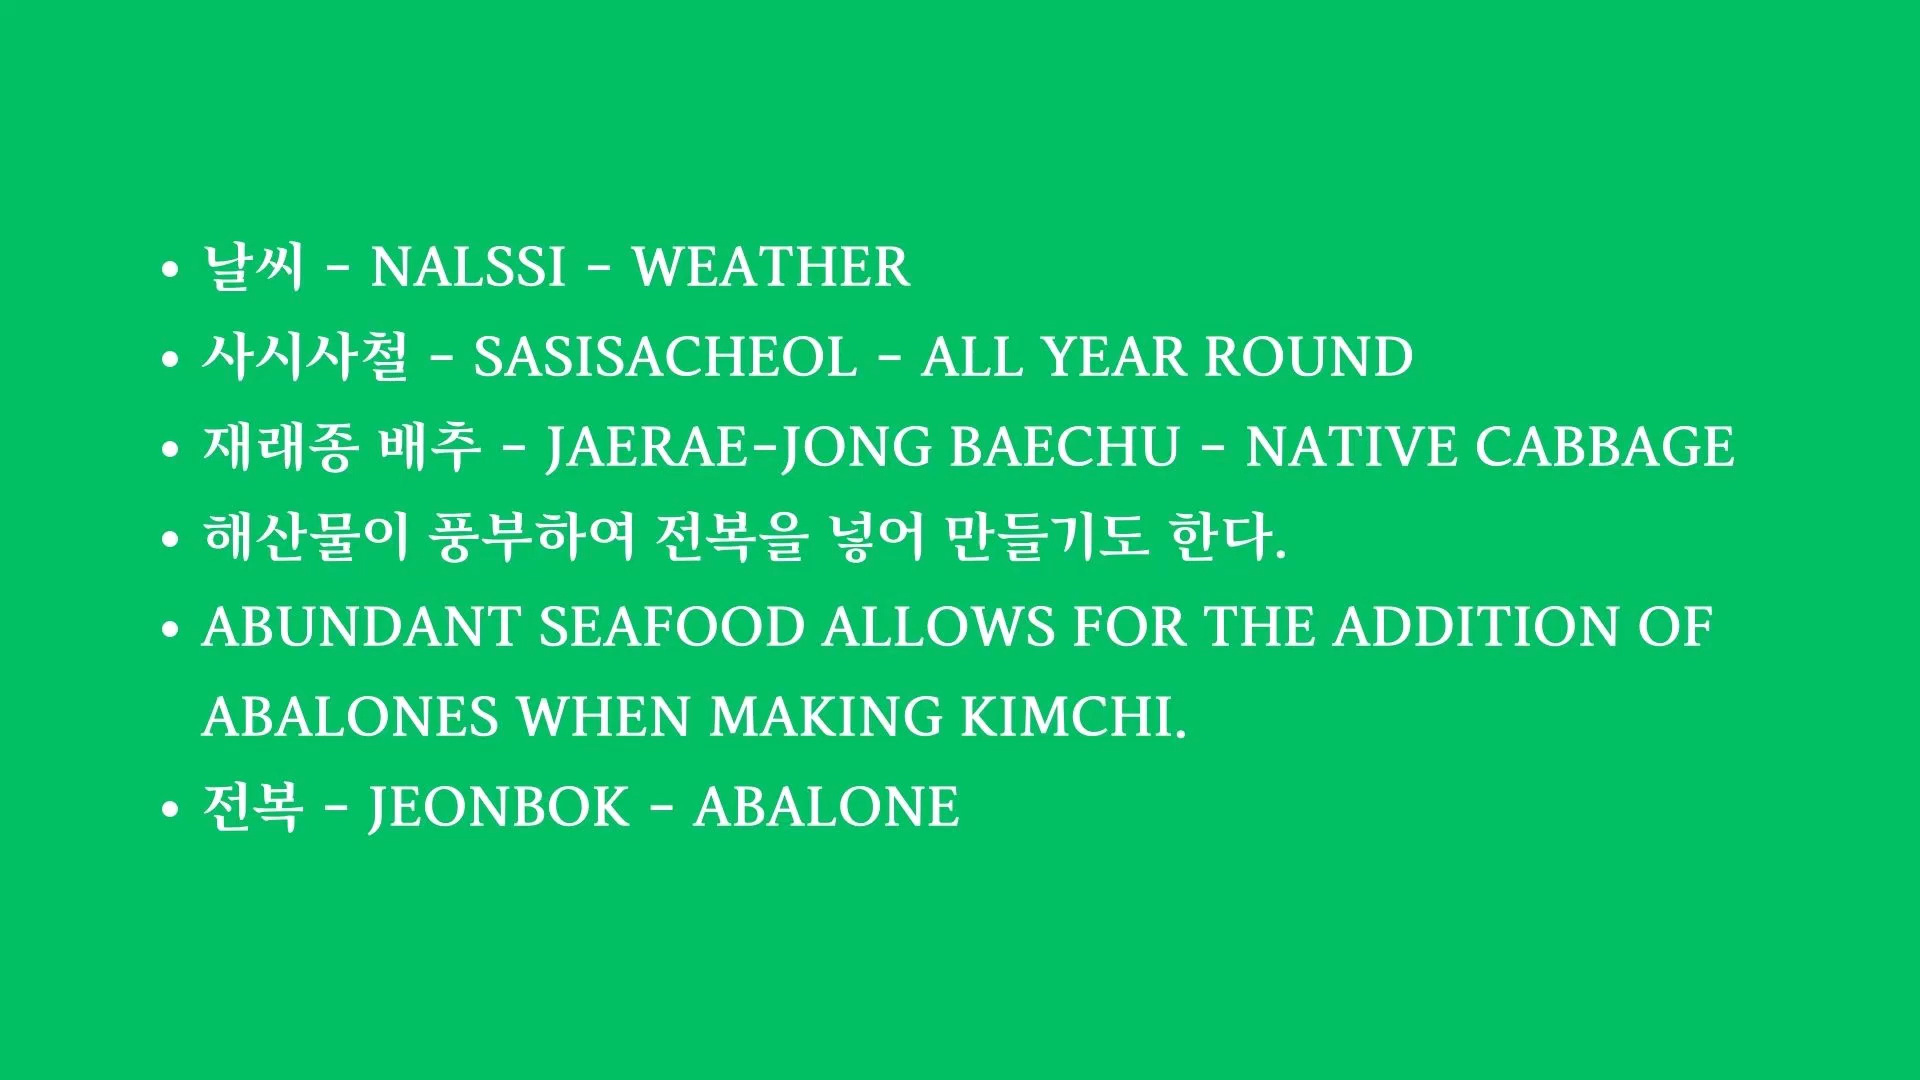 • 날씨 - NALSSI - WEATHER
• 사시사철 - SASISACHEOL - ALL YEAR ROUND
• 재래종 배추 - JAERAE-JONG BAECHU - NATIVE CABBAGE
• 해산물이 풍부하여 전복을 넣어 만들기도 한다.
• ABUNDANT SEAFOOD ALLOWS FOR THE ADDITION OF
ABALONES WHEN MAKING KIMCHI.
• 전복 - JEONBOK - ABALONE